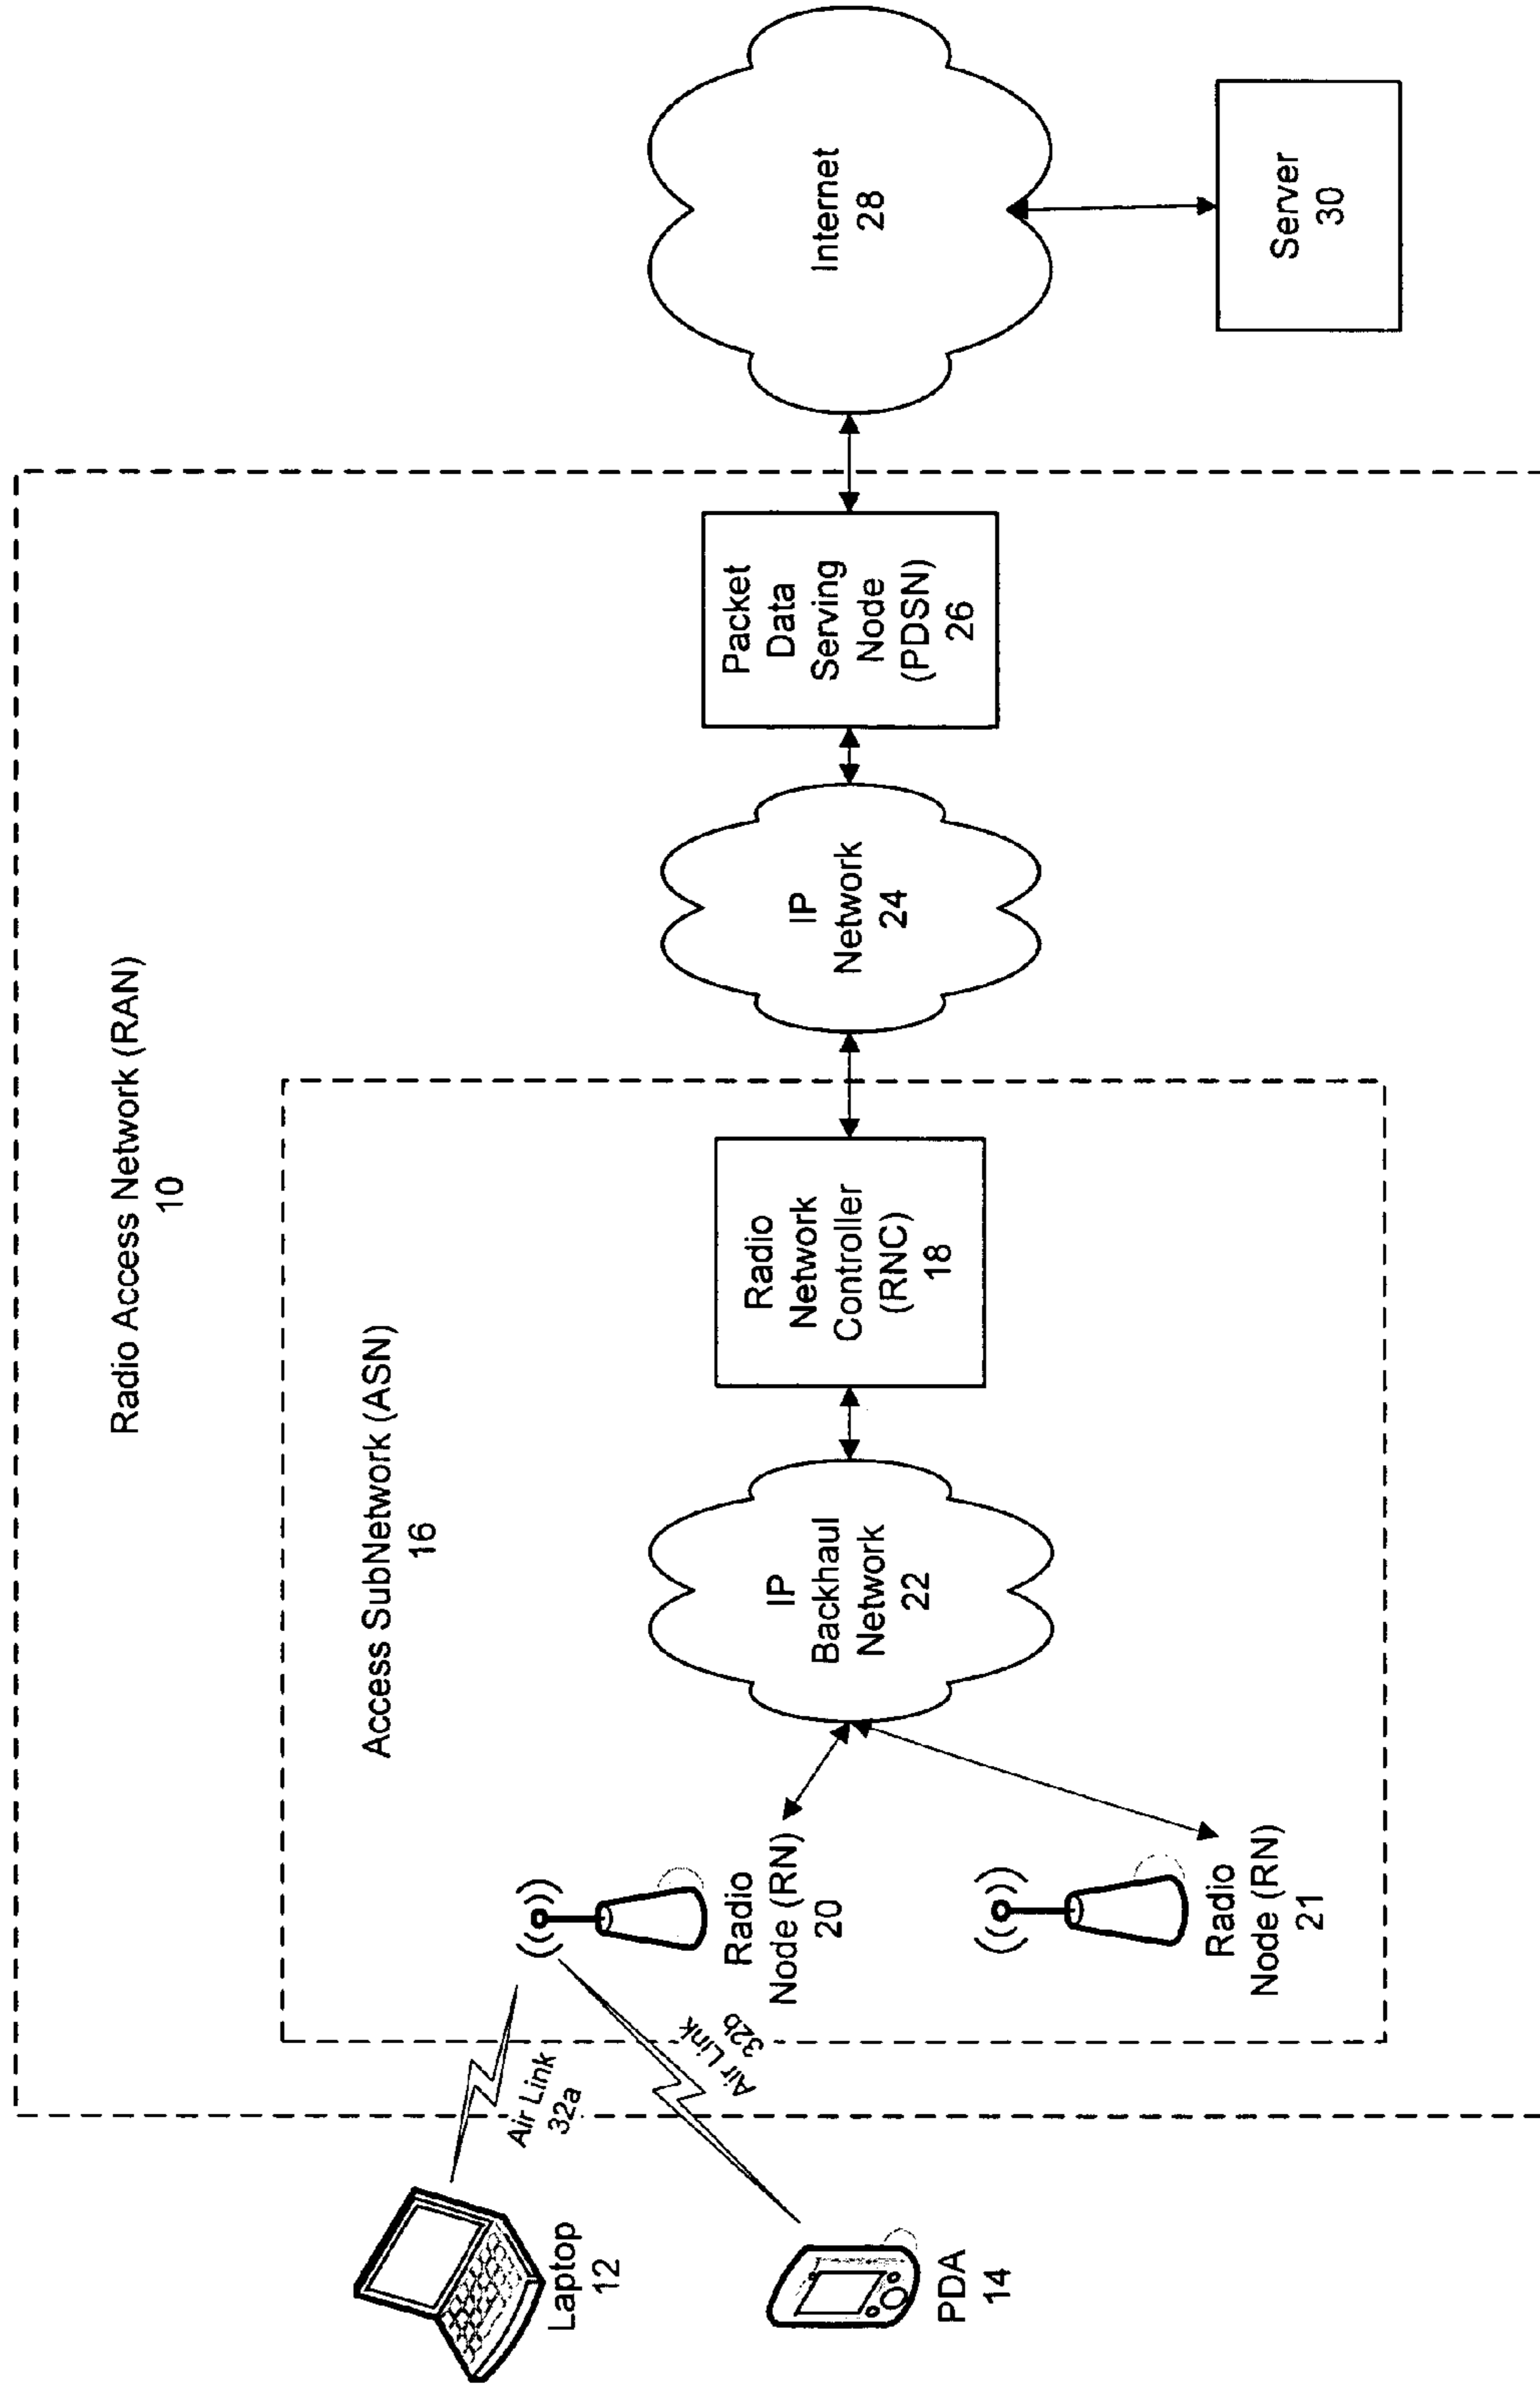 Radio Access Network (RAN)
10
Access SubNetwork (ASN)
16
Laptop
12
Air Link
32a
PDA
14
Air Link
32b
Radio
Node (RN)
20
Radio
Node (RN)
21
IP
Backhaul
Network
22
Radio
Network
Controller
(RNC)
18
IP
Network
24
Packet
Data
Serving
Node
(PDSN)
26
Internet
28
Server
30